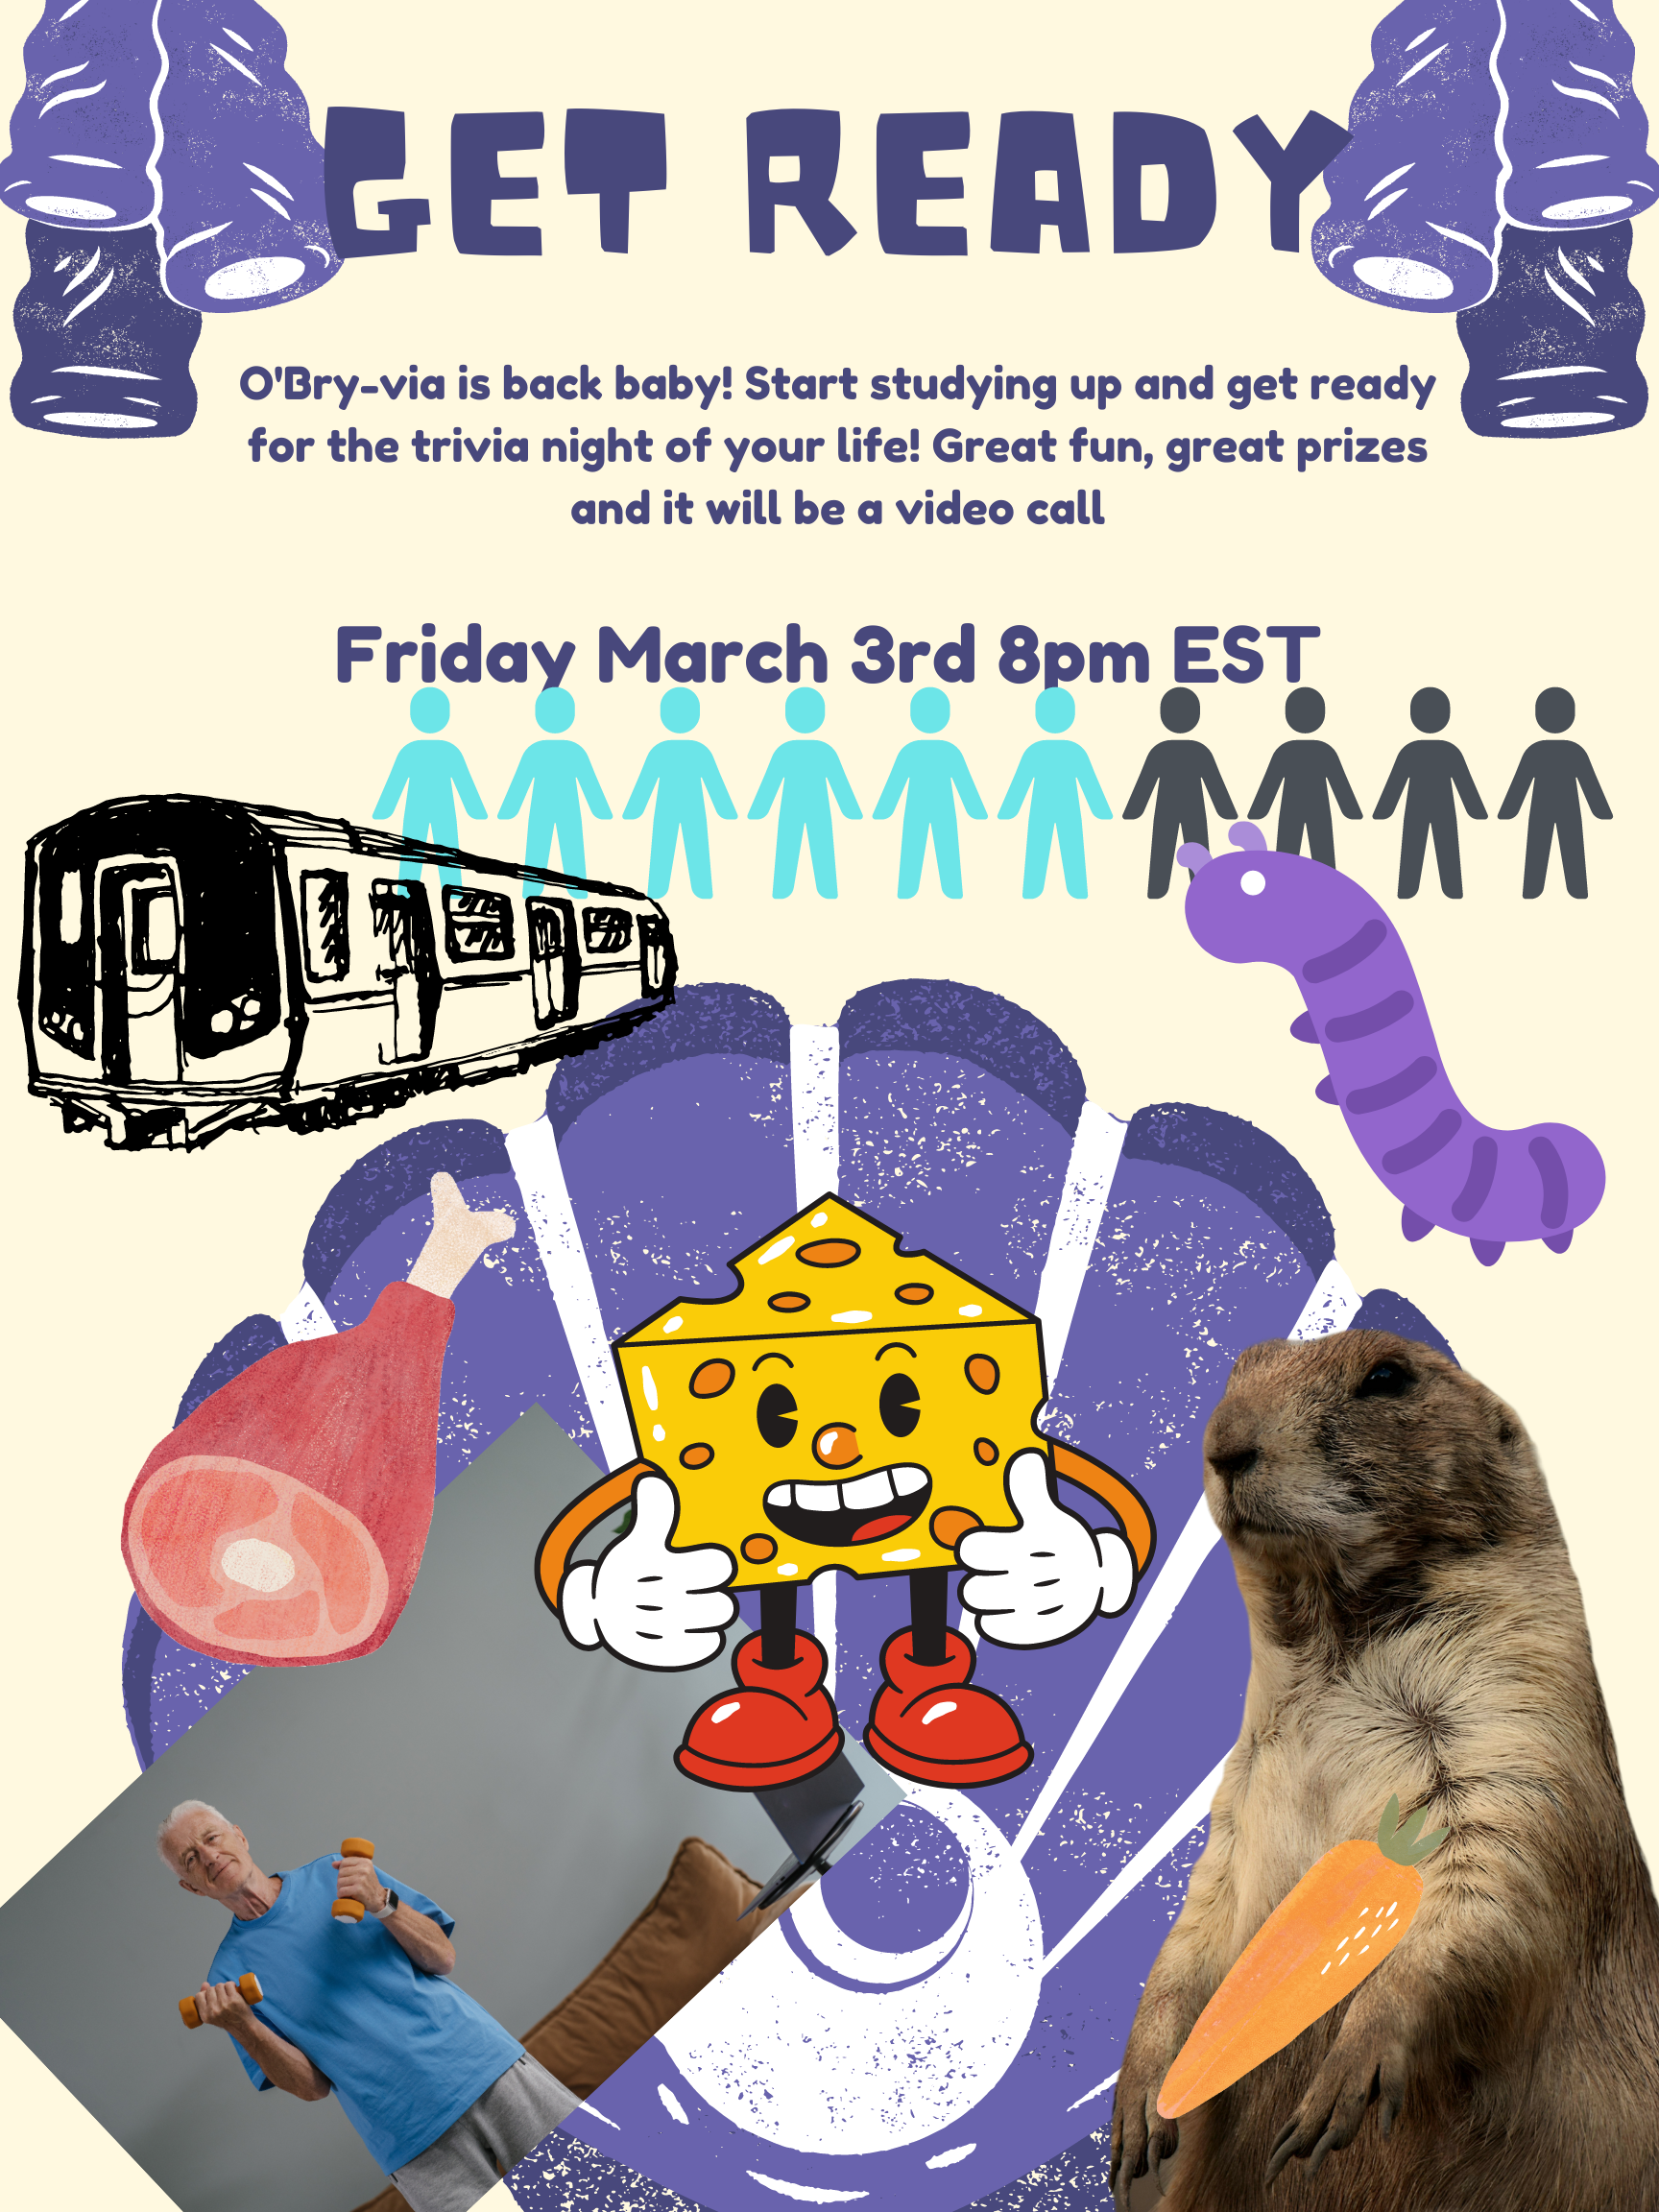 GET READY
O'Bry-via is back baby! Start studying up and get ready
for the trivia night of your life! Great fun, great prizes
and it will be a video call
Friday March 3rd 8pm EST